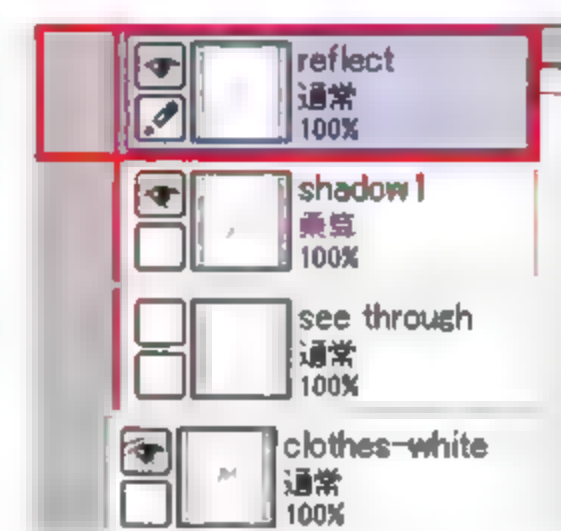 reflect
通常
100%
shadow1
乗算
100%
see through
通常
100%
clothes-white
通常
100%